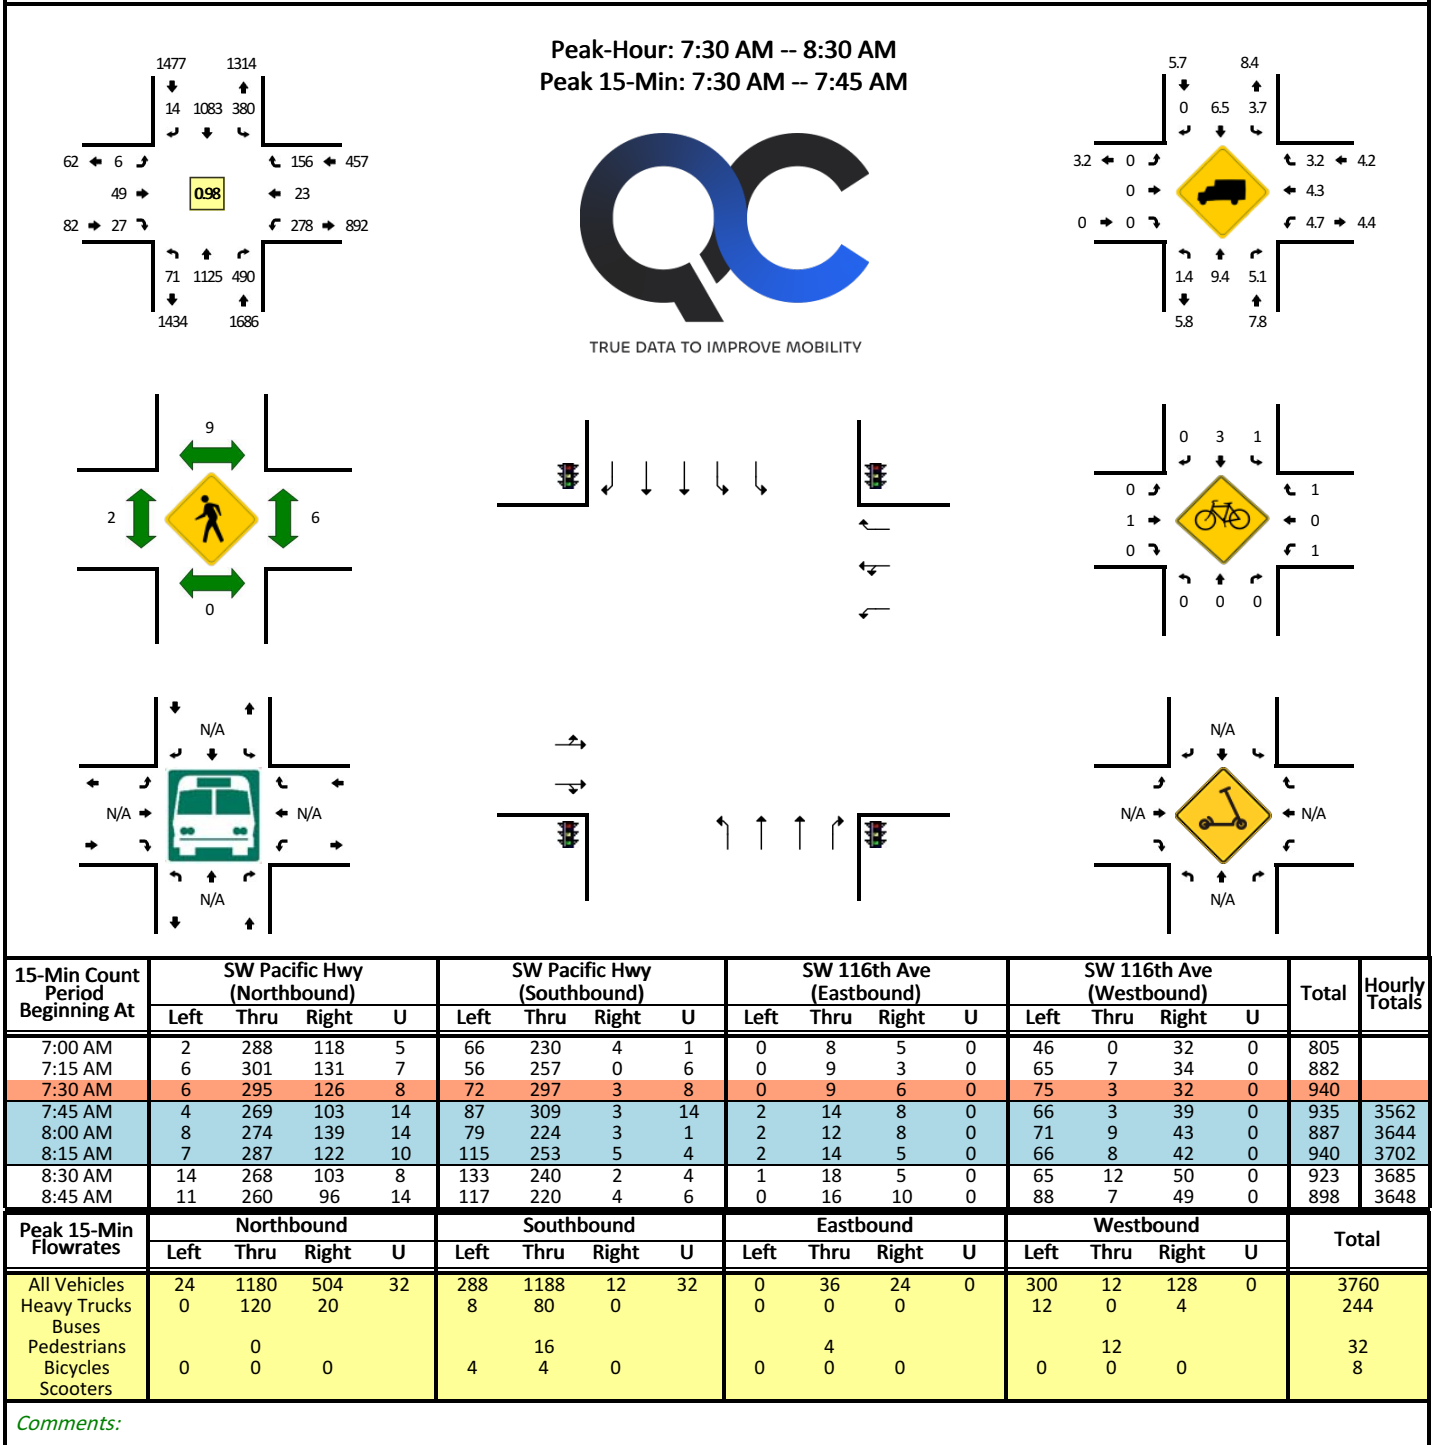 Peak-Hour: 7:30 AM -- 8:30 AM
Peak 15-Min: 7:30 AM -- 7:45 AM
1477 1314
14 1083 380
62 6 156 457
49 0.98 23
82 27 278 892
71 1125 490
1434 1686
TRUE DATA TO IMPROVE MOBILITY
5.7 8.4
0 6.5 3.7
3.2 0 3.2 4.2
0 4.3
0 0 4.7 4.4
1.4 9.4 5.1
5.8 7.8
9
2 6
0
0 3 1
0 1
1 0
0 1
0 0 0
N/A
N/A N/A
N/A
N/A
N/A N/A
N/A
15-Min Count Period Beginning At SW Pacific Hwy (Northbound) SW Pacific Hwy (Southbound) SW 116th Ave (Eastbound) SW 116th Ave (Westbound) Total Hourly Totals
Left Thru Right U Left Thru Right U Left Thru Right U Left Thru Right U
7:00 AM 2 288 118 5 66 230 4 1 0 8 5 0 46 0 32 0 805
7:15 AM 6 301 131 7 56 257 0 6 0 9 3 0 65 7 34 0 882
7:30 AM 6 295 126 8 72 297 3 8 0 9 6 0 75 3 32 0 940
7:45 AM 4 269 103 14 87 309 3 14 2 14 8 0 66 3 39 0 935 3562
8:00 AM 8 274 139 14 79 224 3 1 2 12 8 0 71 9 43 0 887 3644
8:15 AM 7 287 122 10 115 253 5 4 2 14 5 0 66 8 42 0 940 3702
8:30 AM 14 268 103 8 133 240 2 4 1 18 5 0 65 12 50 0 923 3685
8:45 AM 11 260 96 14 117 220 4 6 0 16 10 0 88 7 49 0 898 3648
Peak 15-Min Flowrates Northbound Southbound Eastbound Westbound Total
Left Thru Right U Left Thru Right U Left Thru Right U Left Thru Right U
All Vehicles 24 1180 504 32 288 1188 12 32 0 36 24 0 300 12 128 0 3760
Heavy Trucks 0 120 20 8 80 0 0 0 0 12 0 4 244
Buses
Pedestrians 0 16 4 12 32
Bicycles 0 0 0 4 4 0 0 0 0 0 0 0 8
Scooters
Comments: